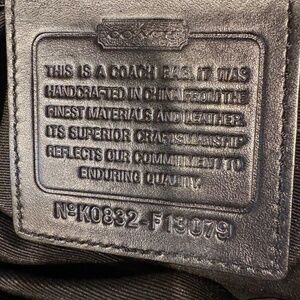 COACH
THIS IS A COACH BAG. IT WAS
HANDCRAFTED IN CHINA FROM THE
FINEST MATERIALS AND LEATHER.
ITS SUPERIOR CRAFTSMANSHIP
REFLECTS OUR COMMITMENT TO
ENDURING QUALITY.
NºK0832-F13079